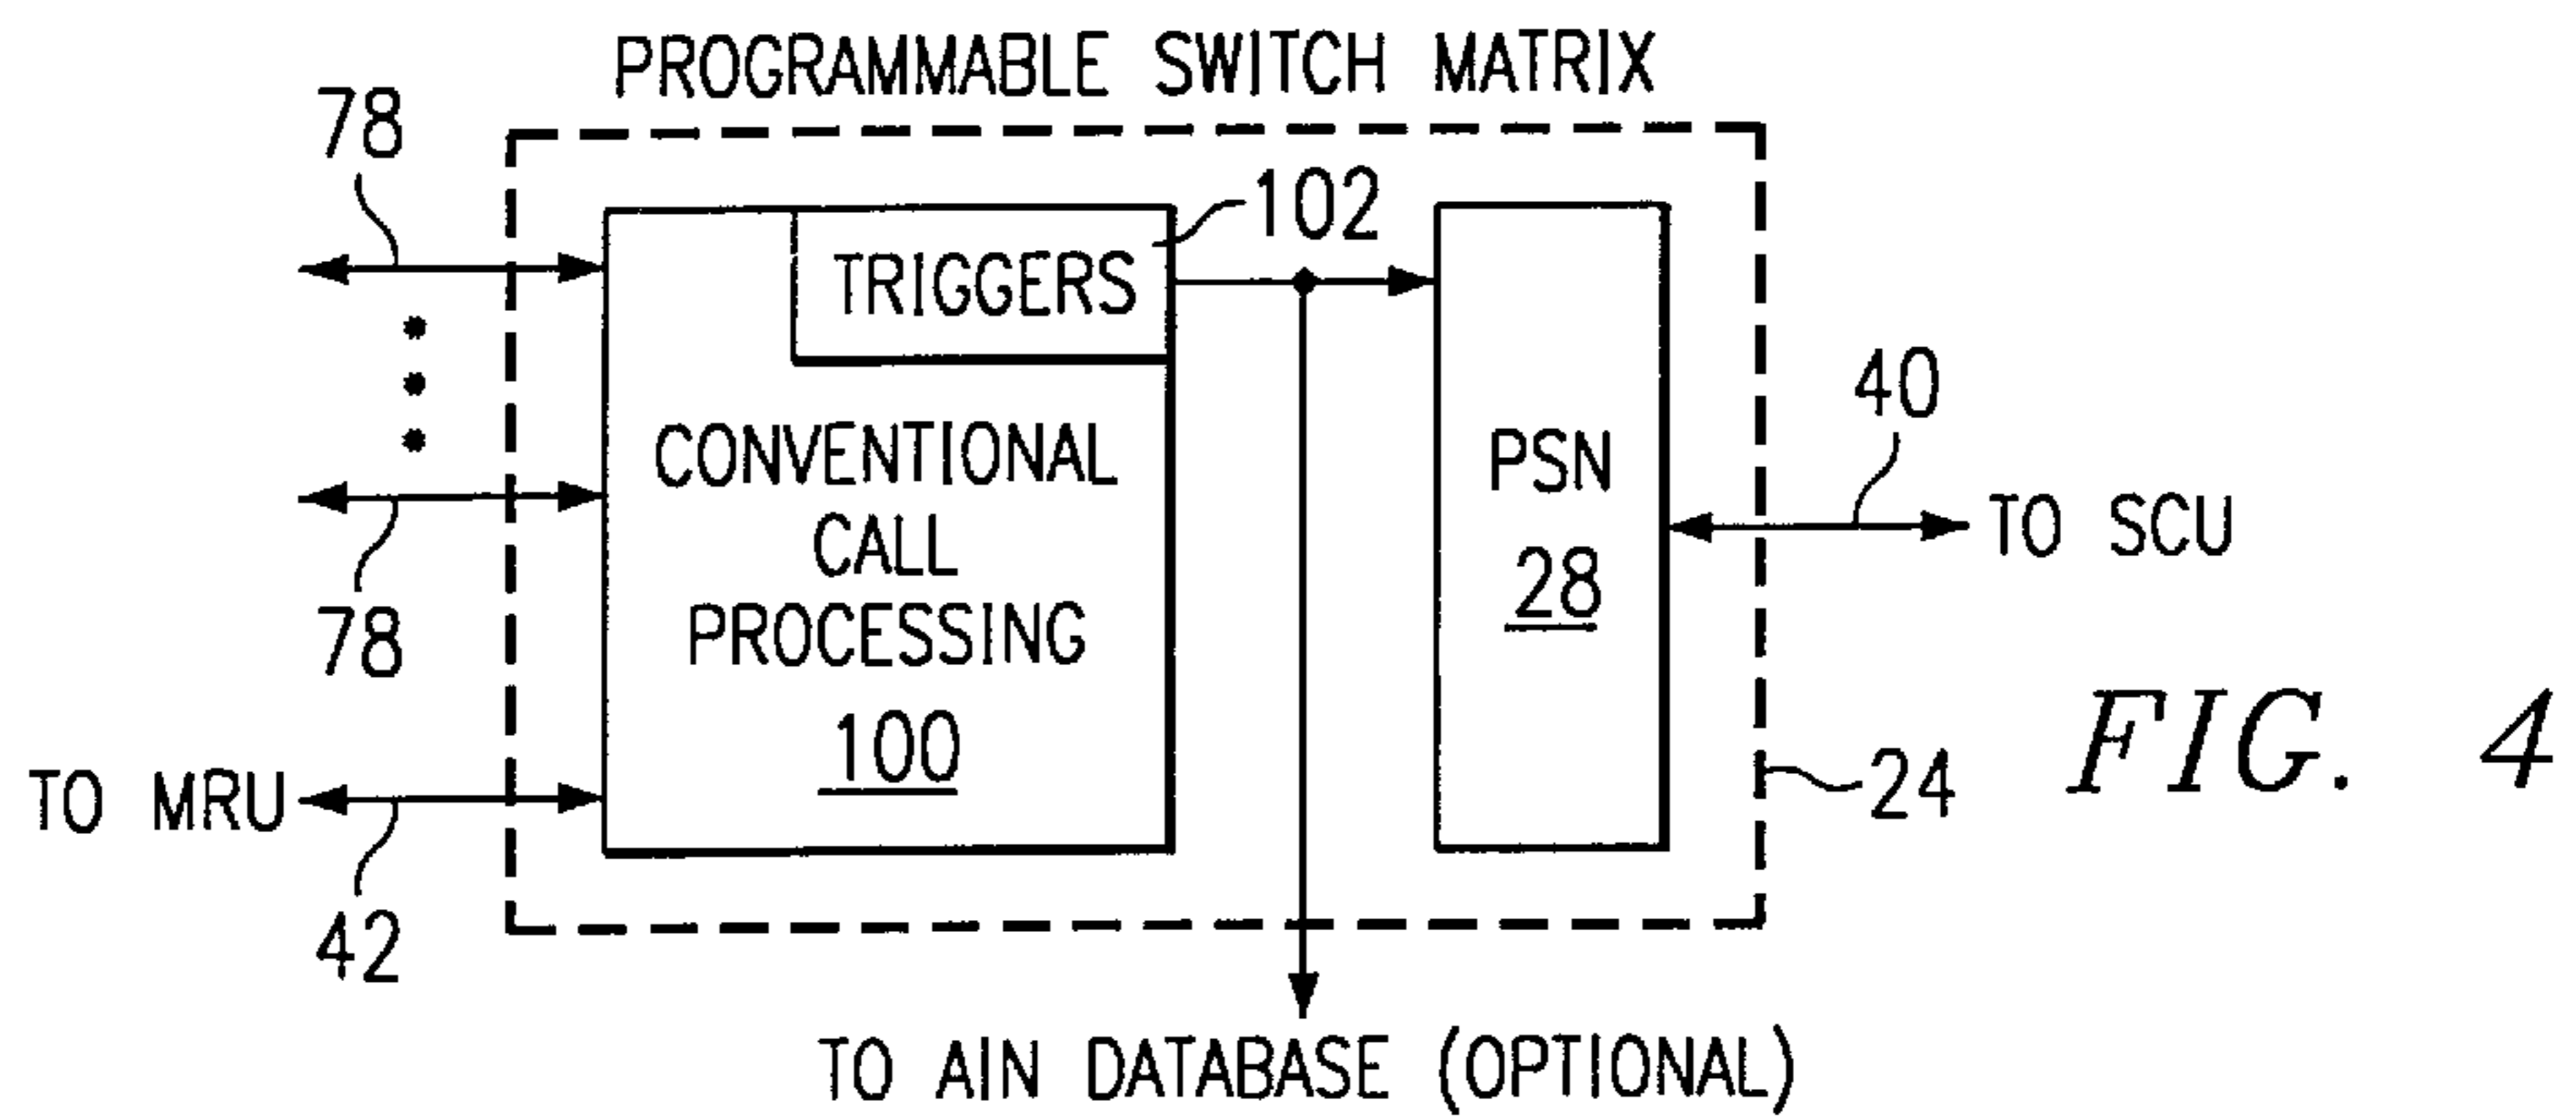 PROGRAMMABLE SWITCH MATRIX
78
102
TRIGGERS
CONVENTIONAL
CALL
PROCESSING
100
PSN
28
40
TO SCU
78
TO MRU
42
24
FIG. 4
TO AIN DATABASE (OPTIONAL)